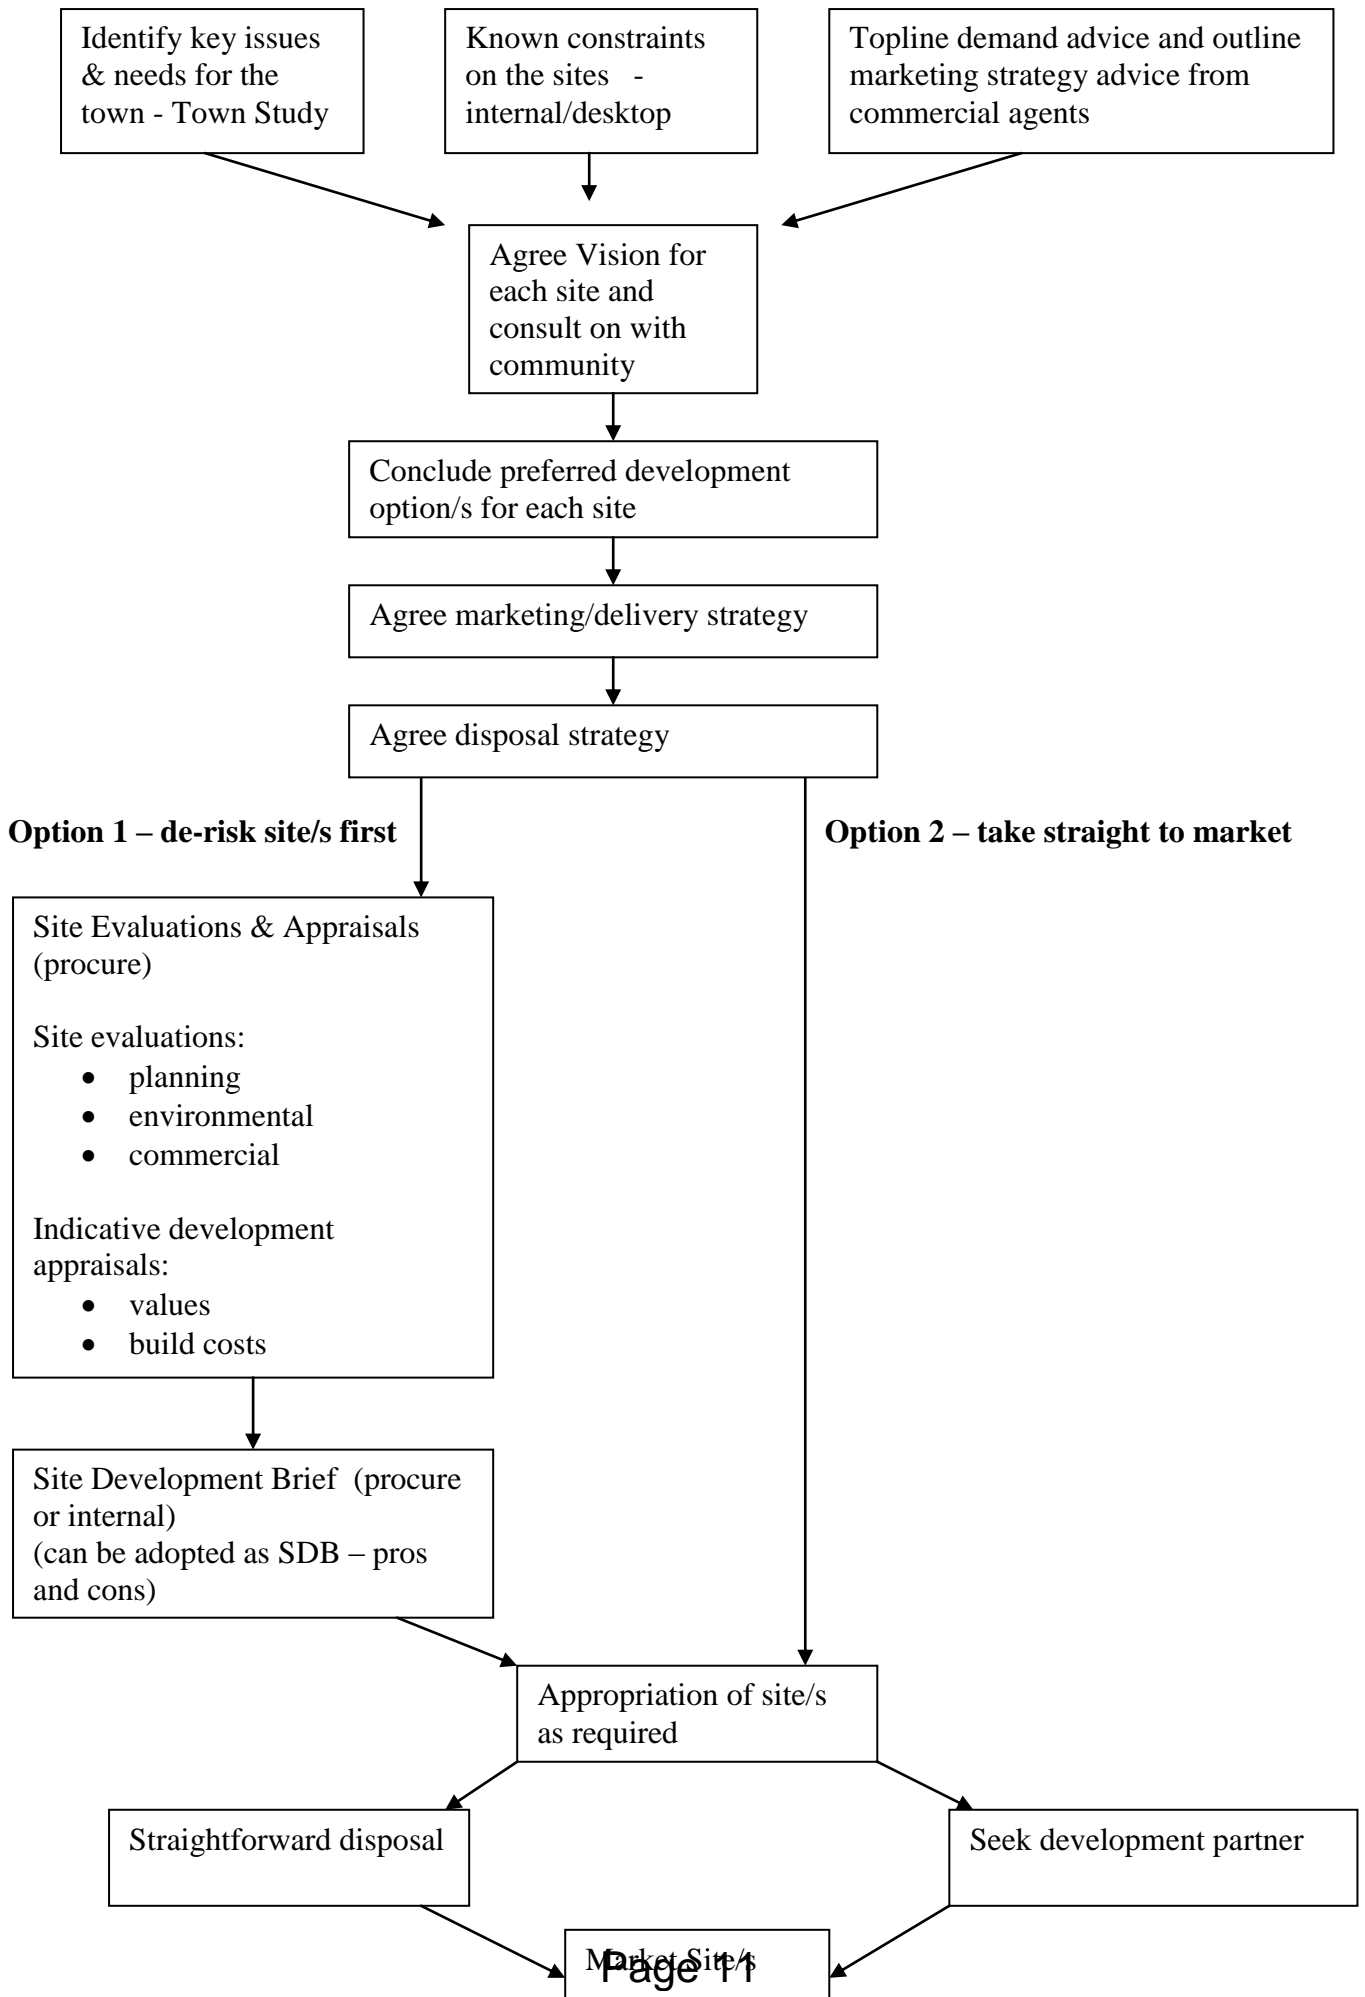 Identify key issues
& needs for the
town - Town Study
Known constraints
on the sites -
internal/desktop
Topline demand advice and outline
marketing strategy advice from
commercial agents
Agree Vision for
each site and
consult on with
community
Conclude preferred development
option/s for each site
Agree marketing/delivery strategy
Agree disposal strategy
Option 1 – de-risk site/s first
Option 2 – take straight to market
Site Evaluations & Appraisals
(procure)
Site evaluations:
• planning
• environmental
• commercial
Indicative development
appraisals:
• values
• build costs
Site Development Brief (procure
or internal)
(can be adopted as SDB – pros
and cons)
Appropriation of site/s
as required
Straightforward disposal
Seek development partner
Market Site/s
Page 11